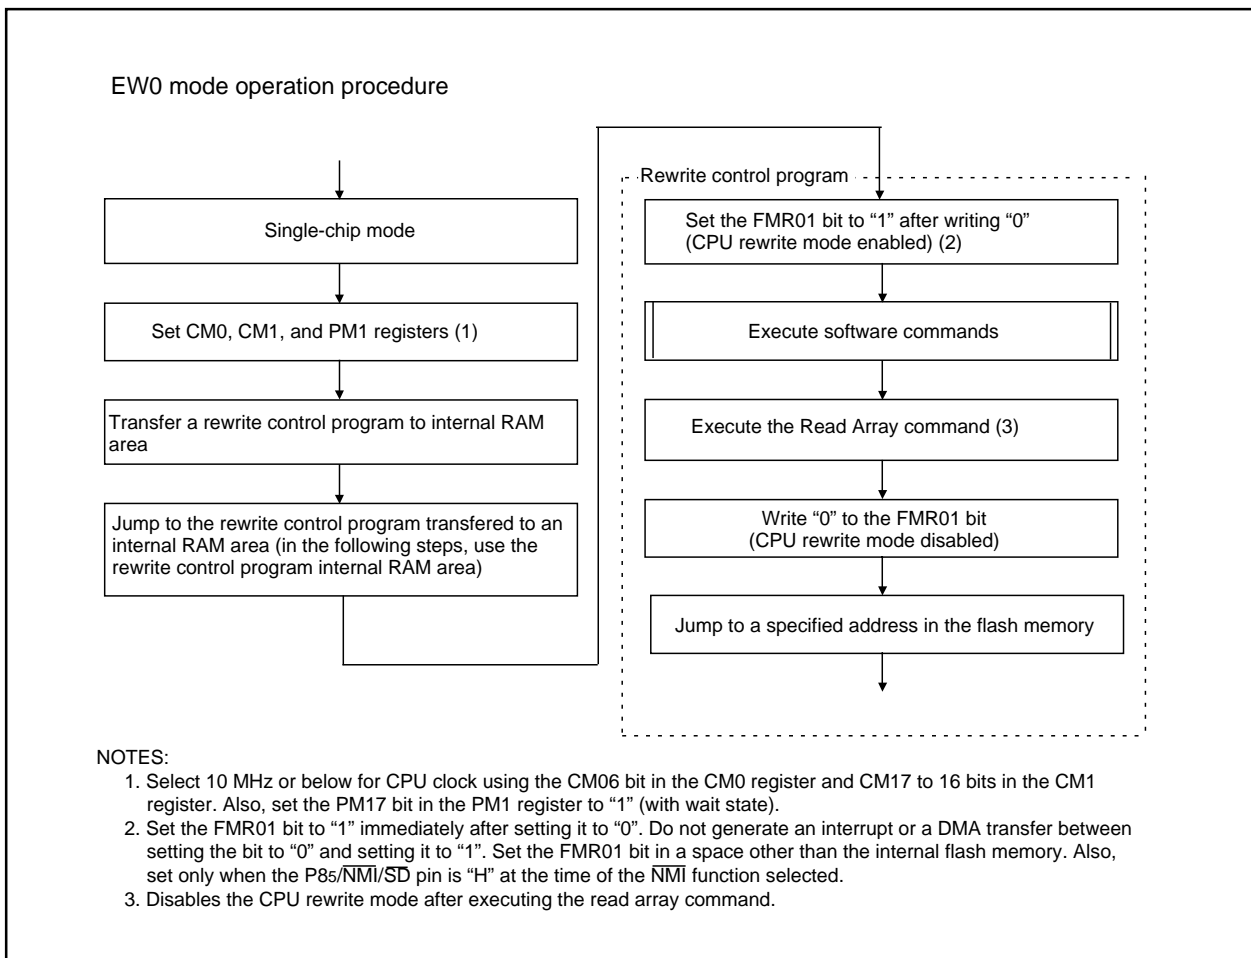 EW0 mode operation procedure
Single-chip mode
Set CM0, CM1, and PM1 registers (1)
Transfer a rewrite control program to internal RAM
area
Jump to the rewrite control program transfered to an
internal RAM area (in the following steps, use the
rewrite control program internal RAM area)
Rewrite control program
Set the FMR01 bit to “1” after writing “0”
(CPU rewrite mode enabled) (2)
Execute software commands
Execute the Read Array command (3)
Write “0” to the FMR01 bit
(CPU rewrite mode disabled)
Jump to a specified address in the flash memory
NOTES:
1. Select 10 MHz or below for CPU clock using the CM06 bit in the CM0 register and CM17 to 16 bits in the CM1
register. Also, set the PM17 bit in the PM1 register to “1” (with wait state).
2. Set the FMR01 bit to “1” immediately after setting it to “0”. Do not generate an interrupt or a DMA transfer between
setting the bit to “0” and setting it to “1”. Set the FMR01 bit in a space other than the internal flash memory. Also,
set only when the P85/N̅M̅I̅/S̅D̅ pin is “H” at the time of the N̅M̅I̅ function selected.
3. Disables the CPU rewrite mode after executing the read array command.